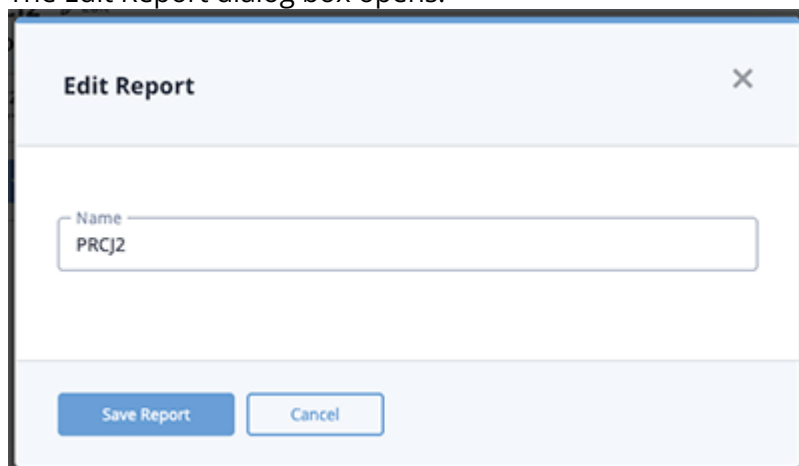 The Edit Report dialog box opens.
Edit Report
Name
PRCJ2
Save Report
Cancel